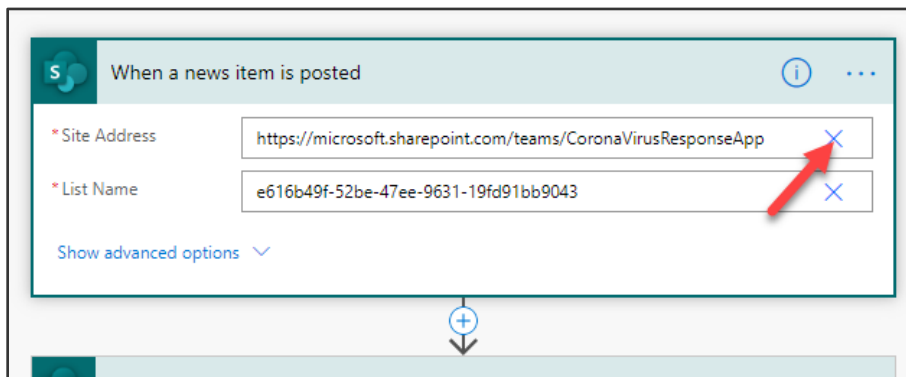 S
When a news item is posted
i
*Site Address
https://microsoft.sharepoint.com/teams/CoronaVirusResponseApp
*List Name
e616b49f-52be-47ee-9631-19fd91bb9043
Show advanced options